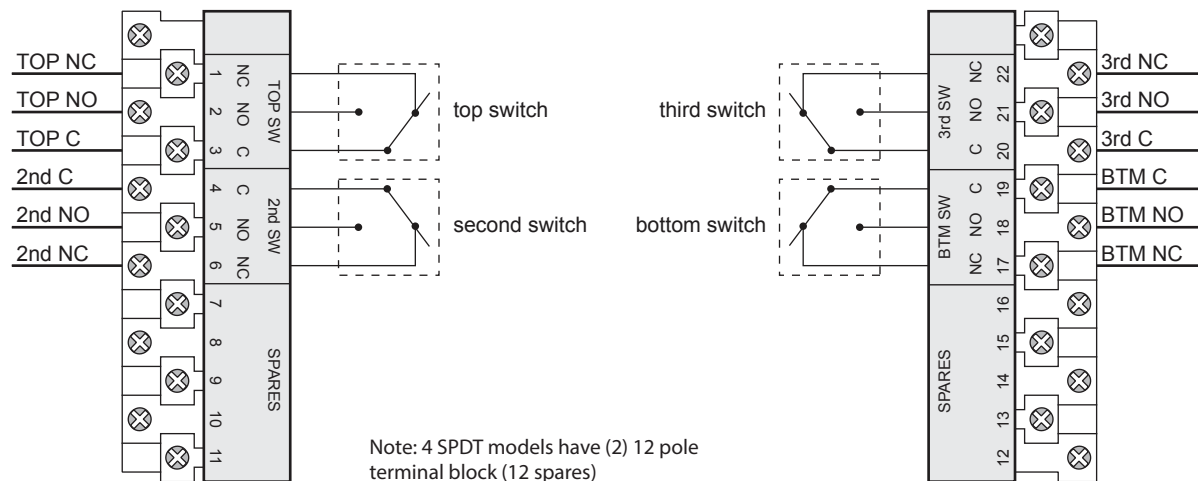 TOP NC
TOP NO
TOP C
2nd C
2nd NO
2nd NC
1 NC
2 NO
3 C
TOP SW
4 C
5 NO
6 NC
2nd SW
7
8
9
10
11
SPARES
top switch
second switch
third switch
bottom switch
3rd SW
NC 22
NO 21
C 20
BTM SW
C 19
NO 18
NC 17
SPARES
16
15
14
13
12
3rd NC
3rd NO
3rd C
BTM C
BTM NO
BTM NC
Note: 4 SPDT models have (2) 12 pole
terminal block (12 spares)